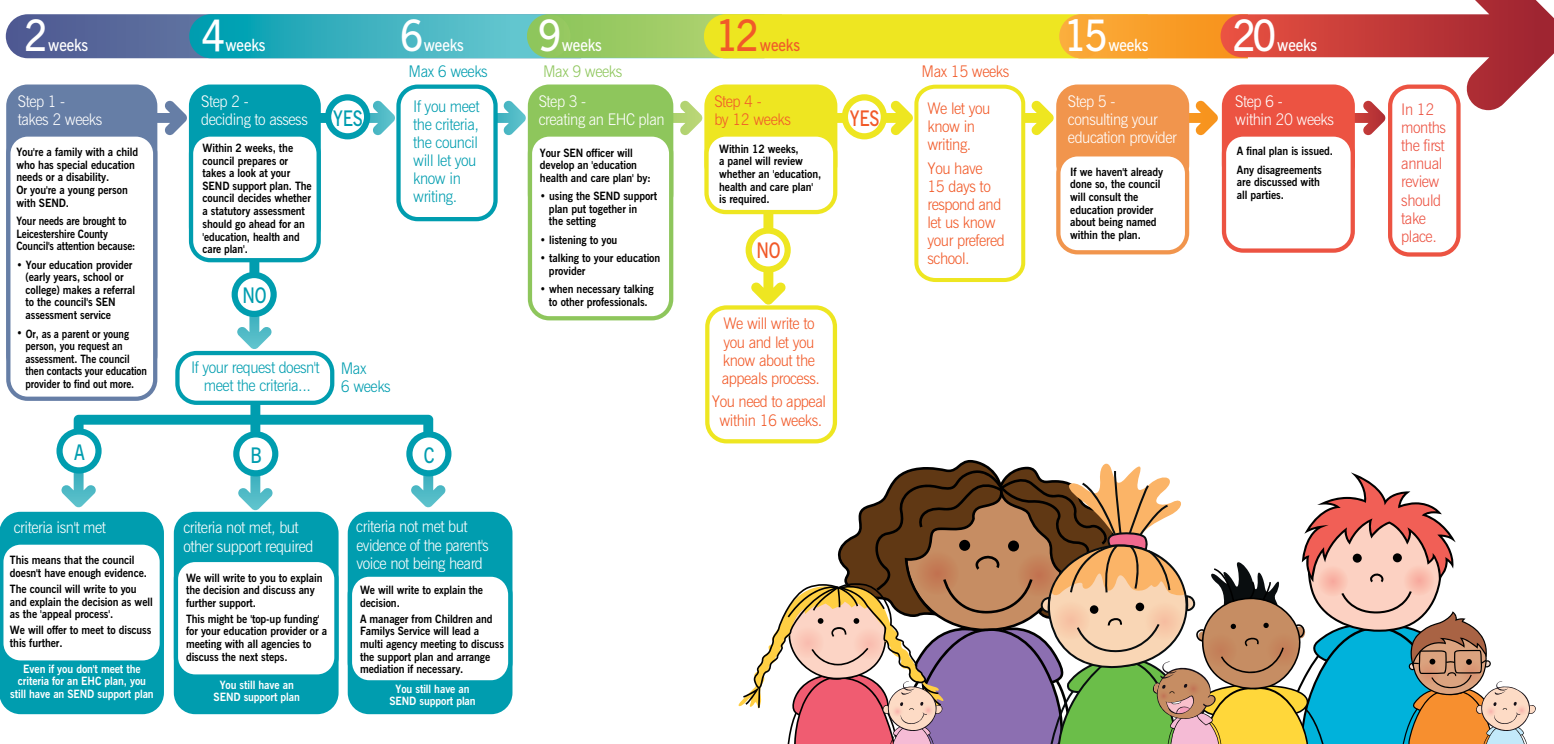 2 weeks
4 weeks
6 weeks
9 weeks
12 weeks
15 weeks
20 weeks
Step 1 -
takes 2 weeks
You're a family with a child
who has special education
needs or a disability.
Or you're a young person
with SEND.
Your needs are brought to
Leicestershire County
Council's attention because:
• Your education provider
(early years, school or
college) makes a referral
to the council's SEN
assessment service
• Or, as a parent or young
person, you request an
assessment. The council
then contacts your education
provider to find out more.
Step 2 -
deciding to assess
Within 2 weeks, the
council prepares or
takes a look at your
SEND support plan. The
council decides whether
a statutory assessment
should go ahead for an
'education, health and
care plan'.
YES
Max 6 weeks
If you meet
the criteria,
the council
will let you
know in
writing.
NO
If your request doesn't
meet the criteria...
Max
6 weeks
A
criteria isn't met
This means that the council
doesn't have enough evidence.
The council will write to you
and explain the decision as well
as the 'appeal process'.
We will offer to meet to discuss
this further.
Even if you don't meet the
criteria for an EHC plan, you
still have an SEND support plan
B
criteria not met, but
other support required
We will write to you to explain
the decision and discuss any
further support.
This might be 'top-up funding'
for your education provider or a
meeting with all agencies to
discuss the next steps.
You still have an
SEND support plan
C
criteria not met but
evidence of the parent's
voice not being heard
We will write to explain the
decision.
A manager from Children and
Familys Service will lead a
multi agency meeting to discuss
the support plan and arrange
mediation if necessary.
You still have an
SEND support plan
Max 9 weeks
Step 3 -
creating an EHC plan
Your SEN officer will
develop an 'education
health and care plan' by:
• using the SEND support
plan put together in
the setting
• listening to you
• talking to your education
provider
• when necessary talking
to other professionals.
Step 4 -
by 12 weeks
Within 12 weeks,
a panel will review
whether an 'education,
health and care plan'
is required.
YES
NO
We will write to
you and let you
know about the
appeals process.
You need to appeal
within 16 weeks.
Max 15 weeks
We let you
know in
writing.
You have
15 days to
respond and
let us know
your prefered
school.
Step 5 -
consulting your
education provider
If we haven't already
done so, the council
will consult the
education provider
about being named
within the plan.
Step 6 -
within 20 weeks
A final plan is issued.
Any disagreements
are discussed with
all parties.
In 12
months
the first
annual
review
should
take
place.